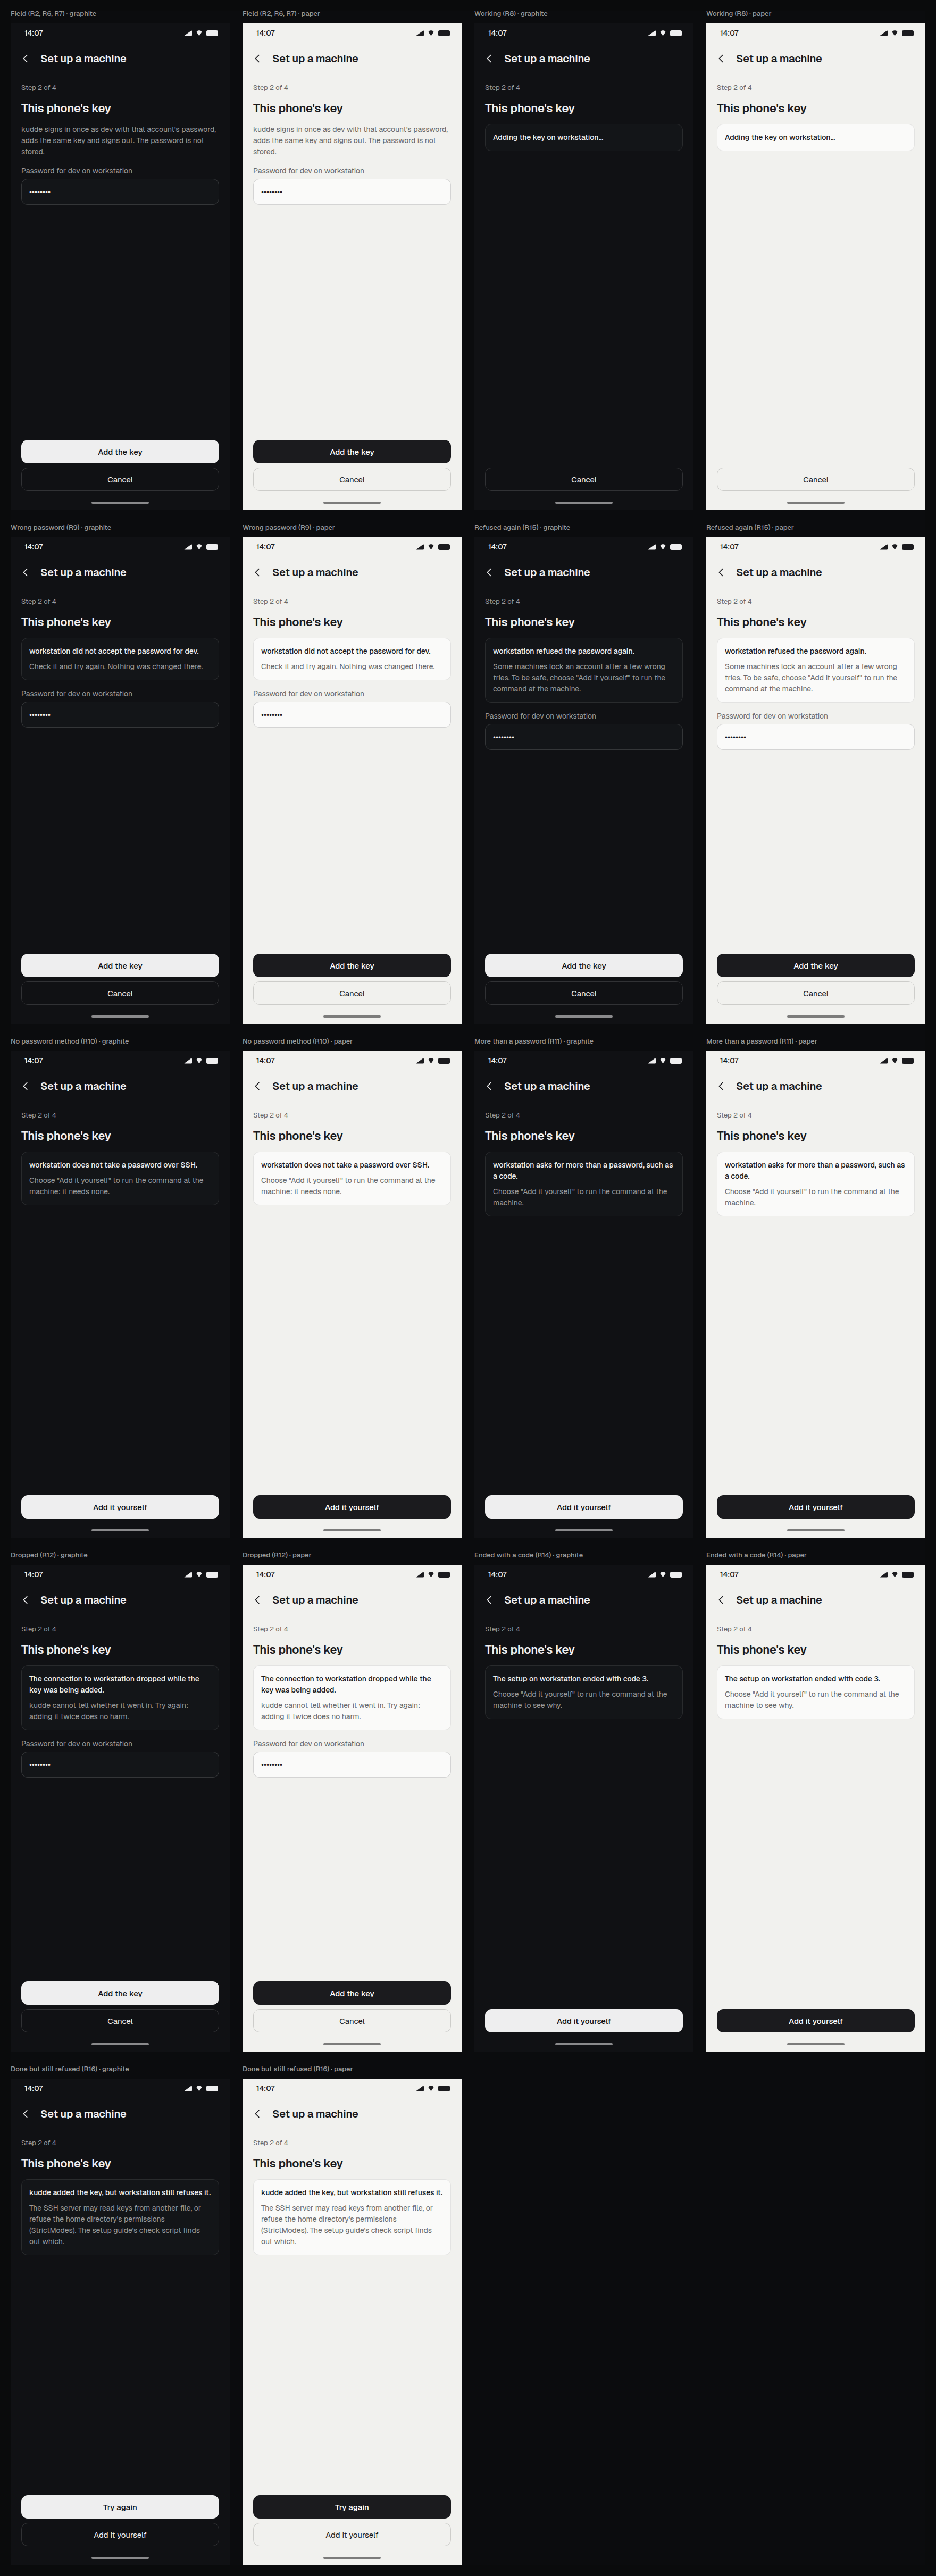 Field (R2, R6, R7) · graphite
14:07
Set up a machine
Step 2 of 4
This phone's key
kudde signs in once as dev with that account's password,
adds the same key and signs out. The password is not
stored.
Password for dev on workstation
••••••••
Add the key
Cancel
Field (R2, R6, R7) · paper
14:07
Set up a machine
Step 2 of 4
This phone's key
kudde signs in once as dev with that account's password,
adds the same key and signs out. The password is not
stored.
Password for dev on workstation
••••••••
Add the key
Cancel
Working (R8) · graphite
14:07
Set up a machine
Step 2 of 4
This phone's key
Adding the key on workstation...
Cancel
Working (R8) · paper
14:07
Set up a machine
Step 2 of 4
This phone's key
Adding the key on workstation...
Cancel
Wrong password (R9) · graphite
14:07
Set up a machine
Step 2 of 4
This phone's key
workstation did not accept the password for dev.
Check it and try again. Nothing was changed there.
Password for dev on workstation
••••••••
Add the key
Cancel
Wrong password (R9) · paper
14:07
Set up a machine
Step 2 of 4
This phone's key
workstation did not accept the password for dev.
Check it and try again. Nothing was changed there.
Password for dev on workstation
••••••••
Add the key
Cancel
Refused again (R15) · graphite
14:07
Set up a machine
Step 2 of 4
This phone's key
workstation refused the password again.
Some machines lock an account after a few wrong
tries. To be safe, choose "Add it yourself" to run the
command at the machine.
Password for dev on workstation
••••••••
Add the key
Cancel
Refused again (R15) · paper
14:07
Set up a machine
Step 2 of 4
This phone's key
workstation refused the password again.
Some machines lock an account after a few wrong
tries. To be safe, choose "Add it yourself" to run the
command at the machine.
Password for dev on workstation
••••••••
Add the key
Cancel
No password method (R10) · graphite
14:07
Set up a machine
Step 2 of 4
This phone's key
workstation does not take a password over SSH.
Choose "Add it yourself" to run the command at the
machine: it needs none.
Add it yourself
No password method (R10) · paper
14:07
Set up a machine
Step 2 of 4
This phone's key
workstation does not take a password over SSH.
Choose "Add it yourself" to run the command at the
machine: it needs none.
Add it yourself
More than a password (R11) · graphite
14:07
Set up a machine
Step 2 of 4
This phone's key
workstation asks for more than a password, such as
a code.
Choose "Add it yourself" to run the command at the
machine.
Add it yourself
More than a password (R11) · paper
14:07
Set up a machine
Step 2 of 4
This phone's key
workstation asks for more than a password, such as
a code.
Choose "Add it yourself" to run the command at the
machine.
Add it yourself
Dropped (R12) · graphite
14:07
Set up a machine
Step 2 of 4
This phone's key
The connection to workstation dropped while the
key was being added.
kudde cannot tell whether it went in. Try again:
adding it twice does no harm.
Password for dev on workstation
••••••••
Add the key
Cancel
Dropped (R12) · paper
14:07
Set up a machine
Step 2 of 4
This phone's key
The connection to workstation dropped while the
key was being added.
kudde cannot tell whether it went in. Try again:
adding it twice does no harm.
Password for dev on workstation
••••••••
Add the key
Cancel
Ended with a code (R14) · graphite
14:07
Set up a machine
Step 2 of 4
This phone's key
The setup on workstation ended with code 3.
Choose "Add it yourself" to run the command at the
machine to see why.
Add it yourself
Ended with a code (R14) · paper
14:07
Set up a machine
Step 2 of 4
This phone's key
The setup on workstation ended with code 3.
Choose "Add it yourself" to run the command at the
machine to see why.
Add it yourself
Done but still refused (R16) · graphite
14:07
Set up a machine
Step 2 of 4
This phone's key
kudde added the key, but workstation still refuses it.
The SSH server may read keys from another file, or
refuse the home directory's permissions
(StrictModes). The setup guide's check script finds
out which.
Try again
Add it yourself
Done but still refused (R16) · paper
14:07
Set up a machine
Step 2 of 4
This phone's key
kudde added the key, but workstation still refuses it.
The SSH server may read keys from another file, or
refuse the home directory's permissions
(StrictModes). The setup guide's check script finds
out which.
Try again
Add it yourself